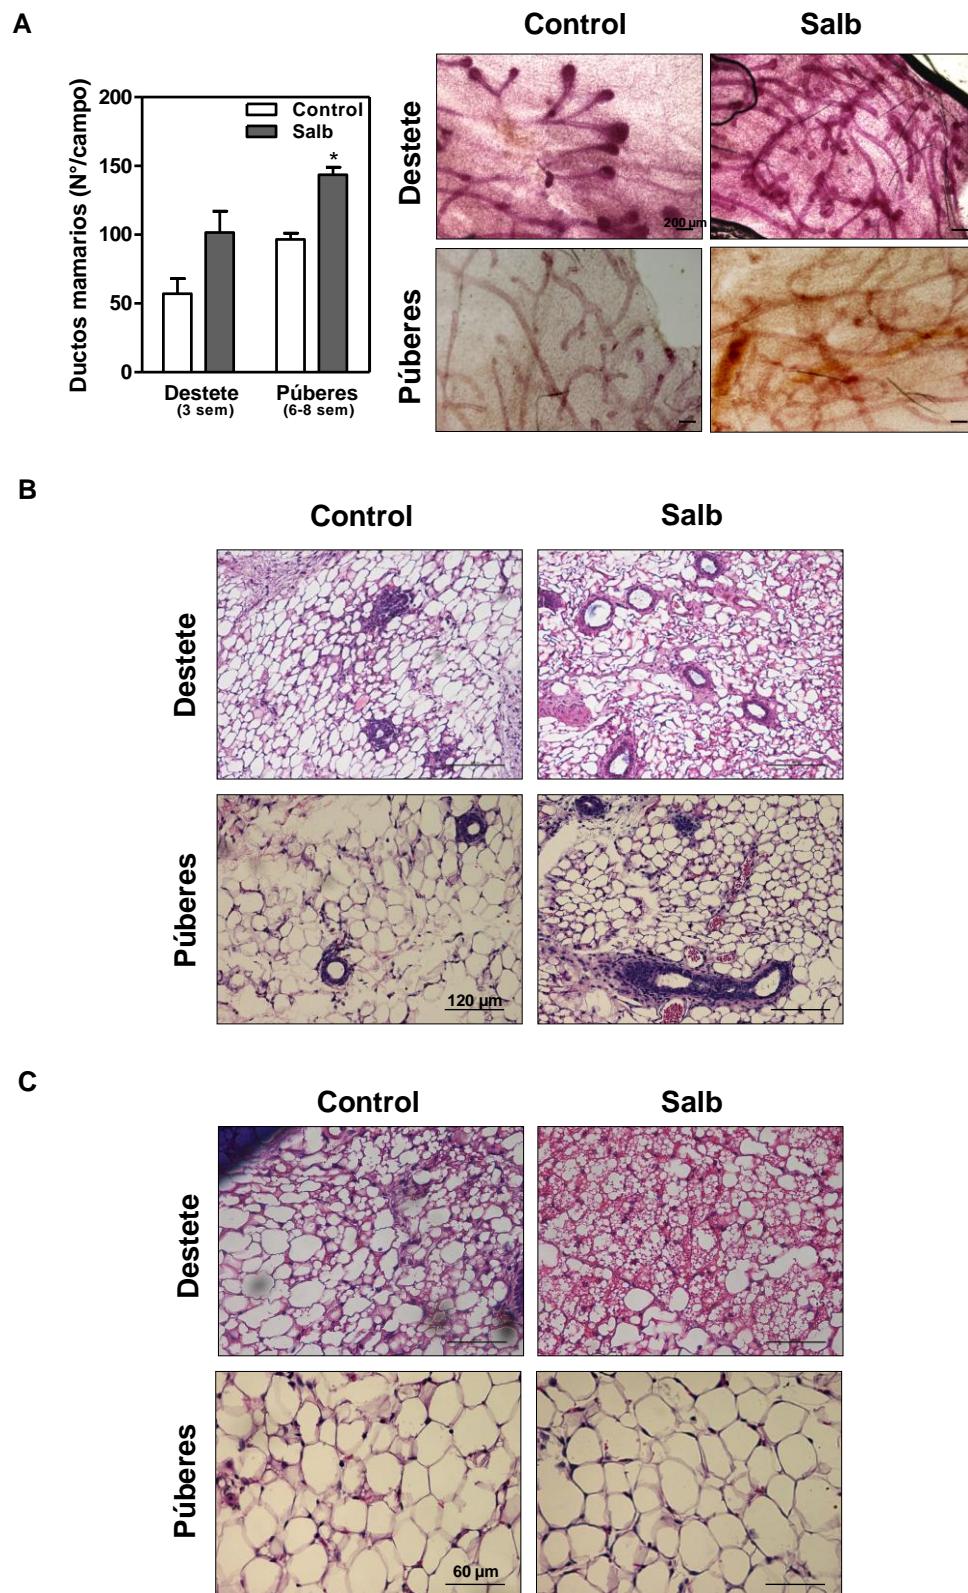 A
Control
Salb
Ductos mamarios (N°/campo)
200
150
100
50
0
Control
Salb
*
Destete
(3 sem)
Púberes
(6-8 sem)
Destete
200 µm
Púberes
B
Control
Salb
Destete
Púberes
120 µm
C
Control
Salb
Destete
Púberes
60 µm